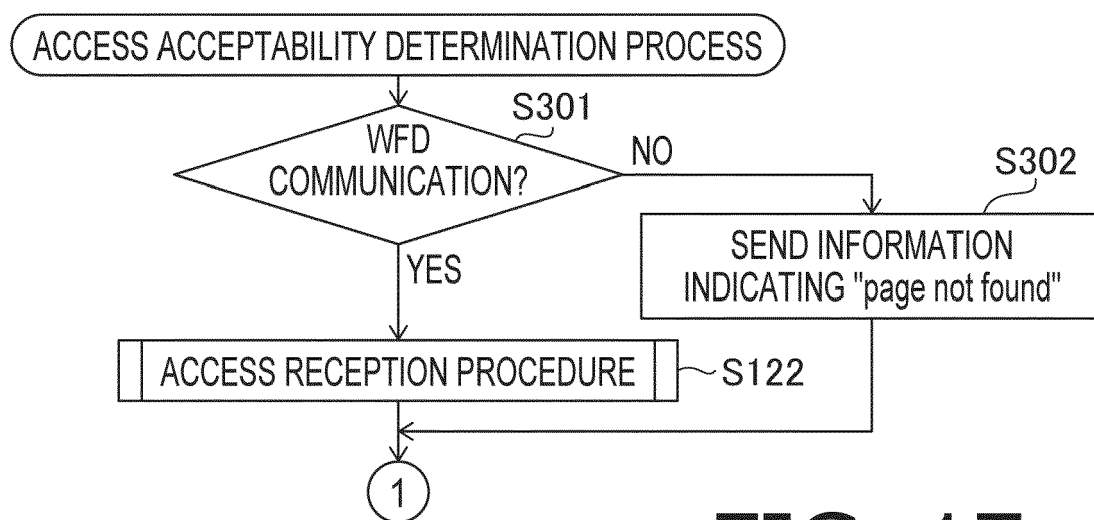 ACCESS ACCEPTABILITY DETERMINATION PROCESS
S301
WFD
COMMUNICATION?
NO
S302
SEND INFORMATION
INDICATING "page not found"
YES
ACCESS RECEPTION PROCEDURE
S122
1